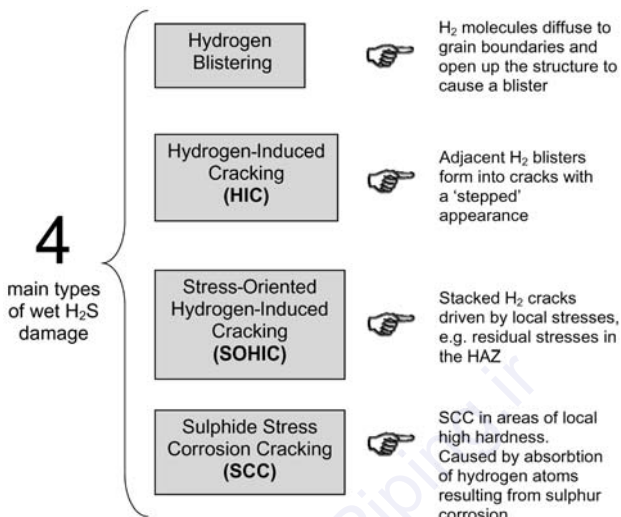 4
main types
of wet H₂S
damage
Hydrogen
Blistering
H₂ molecules diffuse to
grain boundaries and
open up the structure to
cause a blister
Hydrogen-Induced
Cracking
(HIC)
Adjacent H₂ blisters
form into cracks with
a ‘stepped’
appearance
Stress-Oriented
Hydrogen-Induced
Cracking
(SOHIC)
Stacked H₂ cracks
driven by local stresses,
e.g. residual stresses in
the HAZ
Sulphide Stress
Corrosion Cracking
(SCC)
SCC in areas of local
high hardness.
Caused by absorbtion
of hydrogen atoms
resulting from sulphur
corrosion
Piping.ir